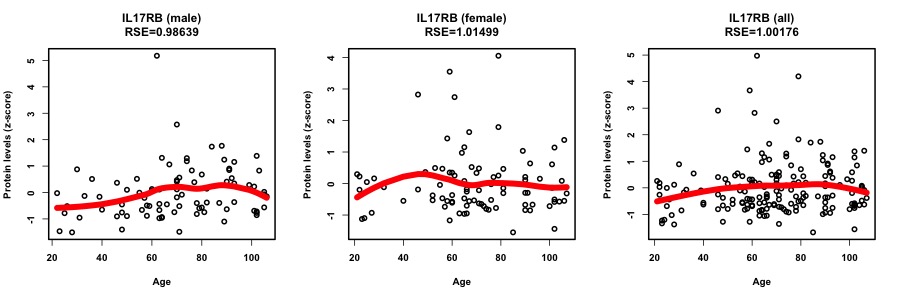 IL17RB (male)
RSE=0.98639
Protein levels (z-score)
5
4
3
2
1
0
-1
20 40 60 80 100
Age
IL17RB (female)
RSE=1.01499
Protein levels (z-score)
4
3
2
1
0
-1
20 40 60 80 100
Age
IL17RB (all)
RSE=1.00176
Protein levels (z-score)
5
4
3
2
1
0
-1
20 40 60 80 100
Age